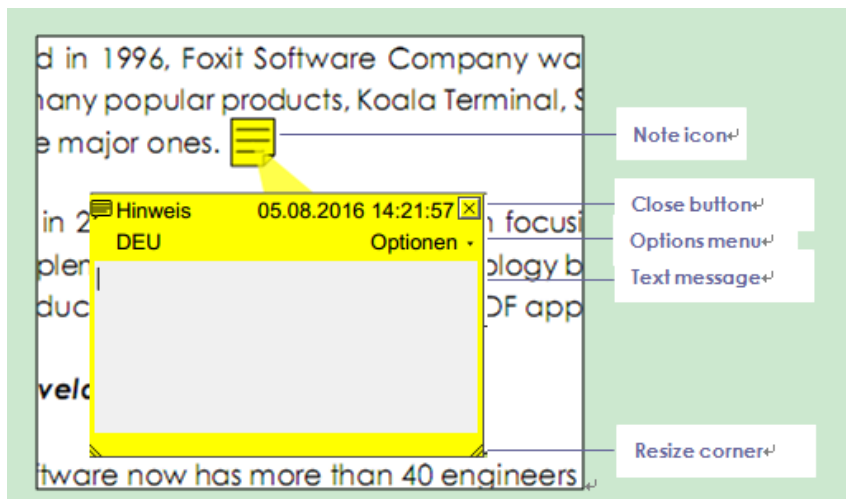 d in 1996, Foxit Software Company wa
many popular products, Koala Terminal, S
e major ones.
Note icon↵
Hinweis 05.08.2016 14:21:57
Close button↵
in 2 focusi
DEU Optionen
Options menu↵
plem ology b
Text message↵
duc DF app
velo
Resize corner↵
ftware now has more than 40 engineers ↵